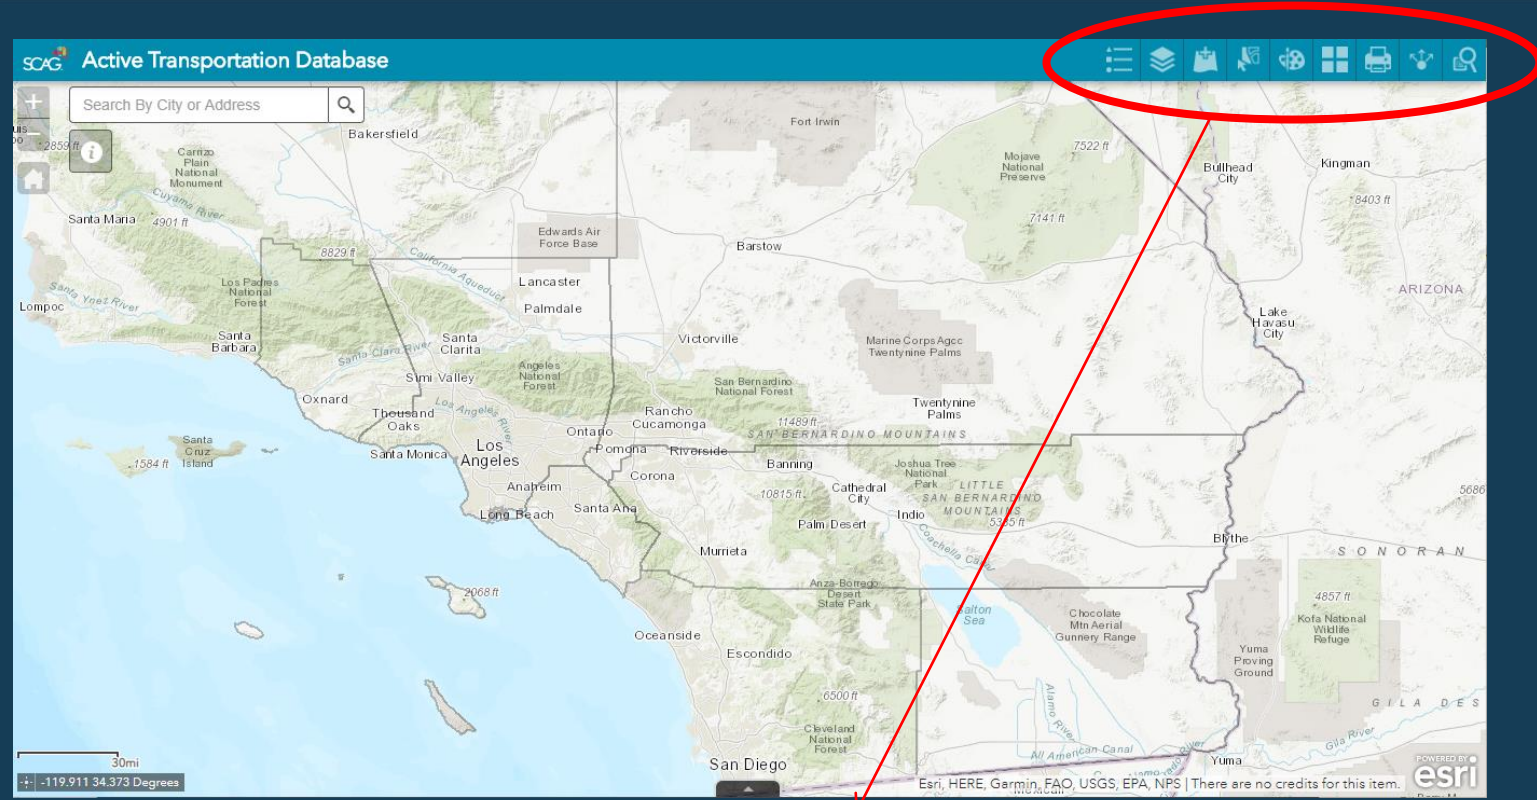 SCAG Active Transportation Database
Search By City or Address
Bakersfield
Fort Irwin
2859 ft
Carrizo
Plain
National
Monument
Mojave
National
Preserve
7522 ft
Bullhead
City
Kingman
Cuyama River
8403 ft
Santa Maria
4901 ft
7141 ft
Edwards Air
Force Base
Barstow
8829 ft
California Aqueduct
Los Padres
National
Forest
Lancaster
ARIZONA
Santa Ynez River
Lompoc
Palmdale
Lake
Havasu
City
Santa
Barbara
Santa Clara River
Santa
Clarita
Victorville
Marine Corps Agcc
Twentynine Palms
Simi Valley
Angeles
National
Forest
San Bernardino
National Forest
Oxnard
Thousand
Oaks
Los Angeles River
Rancho
Cucamonga
Twentynine
Palms
11489 ft
Ontario
SAN BERNARDINO MOUNTAINS
Santa
Cruz
Island
1584 ft
Santa Monica
Los
Angeles
Pomona
Riverside
Banning
Corona
Joshua Tree
National
Park
LITTLE
SAN BERNARDINO
MOUNTAINS
5335 ft
Anaheim
10815 ft
Cathedral
City
5686
Long Beach
Santa Ana
Palm Desert
Indio
Coachella Canal
Blythe
Murrieta
SONORAN
Anza-Borrego
Desert
State Park
2068 ft
Salton
Sea
Chocolate
Mtn Aerial
Gunnery Range
4857 ft
Kofa National
Wildlife
Refuge
Oceanside
Escondido
Yuma
Proving
Ground
6500 ft
Alamo River
GILA DES
Cleveland
National
Forest
Gila River
All American Canal
San Diego
Yuma
30mi
-119.911 34.373 Degrees
Esri, HERE, Garmin, FAO, USGS, EPA, NPS | There are no credits for this item.
POWERED BY
esri